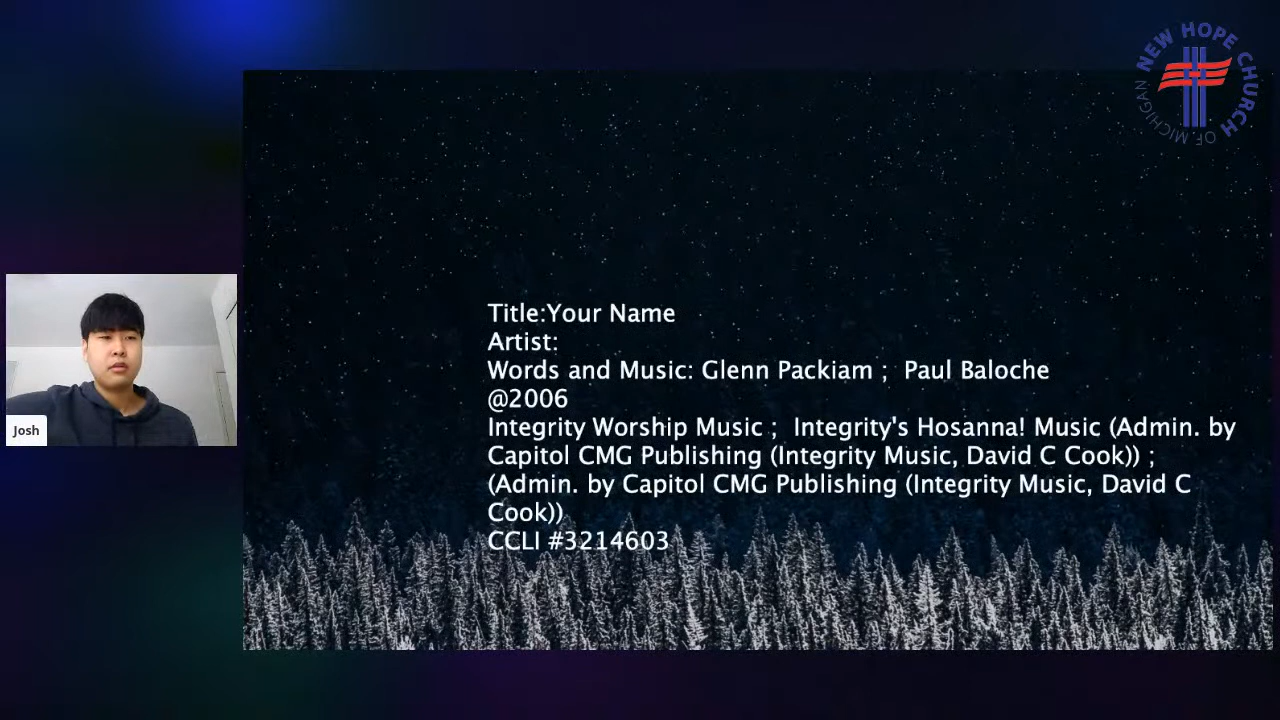 NEW HOPE CHURCH
OF MICHIGAN
Title:Your Name
Artist:
Words and Music: Glenn Packiam ;  Paul Baloche
@2006
Integrity Worship Music ;  Integrity's Hosanna! Music (Admin. by
Capitol CMG Publishing (Integrity Music, David C Cook)) ;
(Admin. by Capitol CMG Publishing (Integrity Music, David C
Cook))
CCLI #3214603
Josh